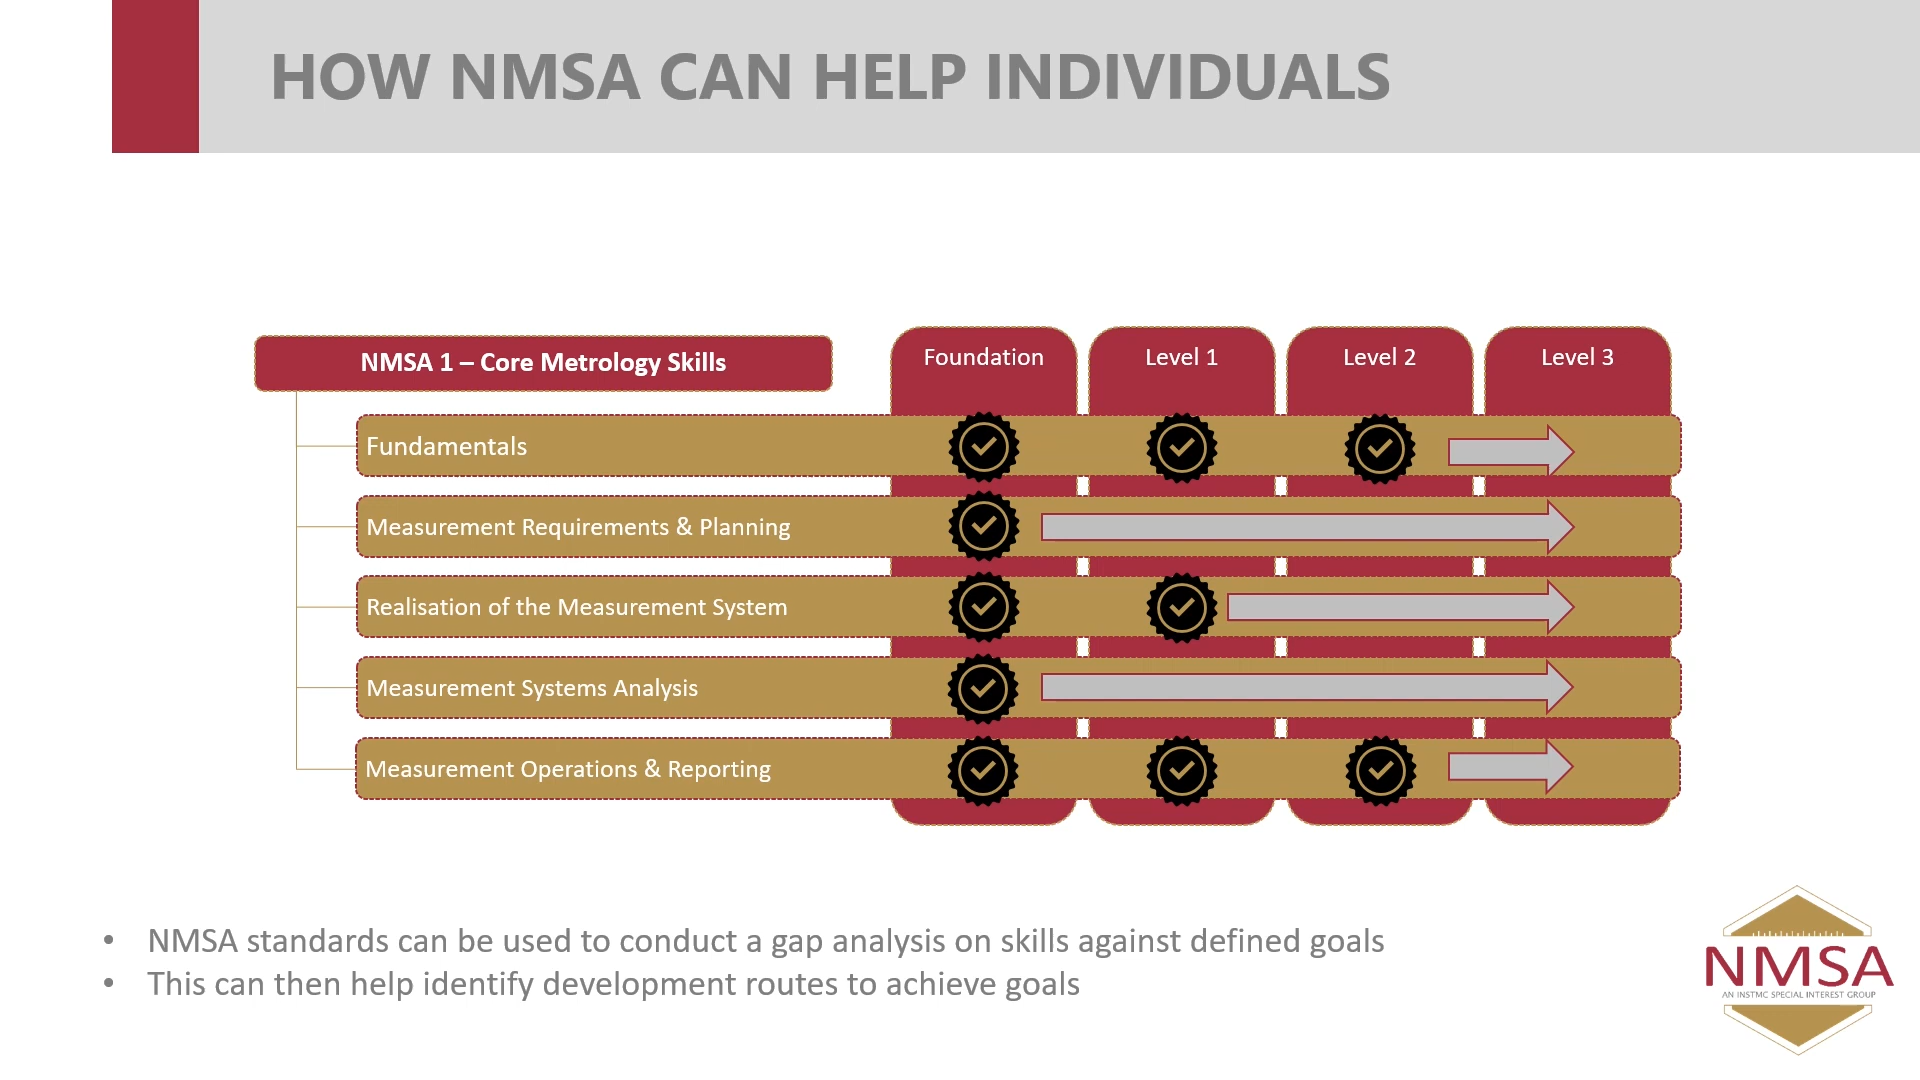 HOW NMSA CAN HELP INDIVIDUALS
NMSA 1 – Core Metrology Skills
Foundation
Level 1
Level 2
Level 3
Fundamentals
Measurement Requirements & Planning
Realisation of the Measurement System
Measurement Systems Analysis
Measurement Operations & Reporting
• NMSA standards can be used to conduct a gap analysis on skills against defined goals
• This can then help identify development routes to achieve goals
NMSA
AN INSTMC SPECIAL INTEREST GROUP